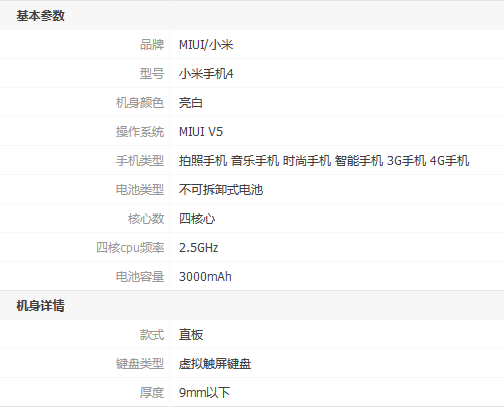 基本参数
品牌 MIUI/小米
型号 小米手机4
机身颜色 亮白
操作系统 MIUI V5
手机类型 拍照手机 音乐手机 时尚手机 智能手机 3G手机 4G手机
电池类型 不可拆卸式电池
核心数 四核心
四核cpu频率 2.5GHz
电池容量 3000mAh
机身详情
款式 直板
键盘类型 虚拟触屏键盘
厚度 9mm以下